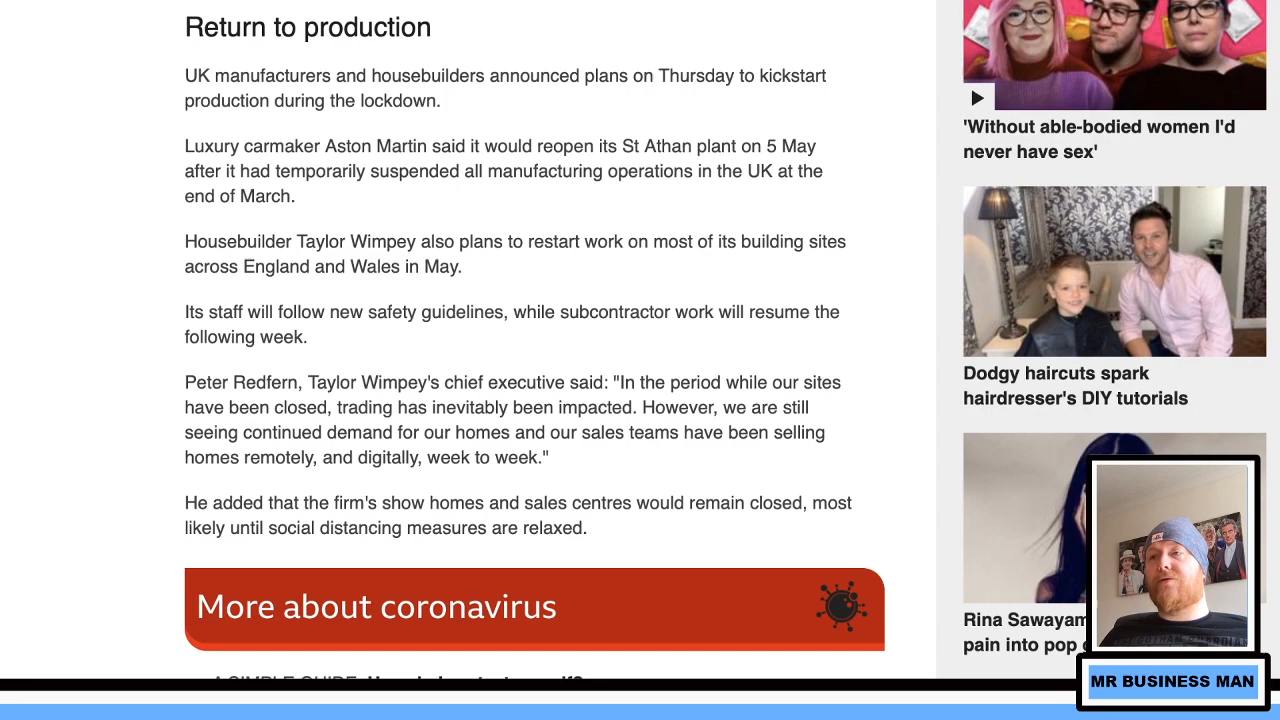 Return to production
UK manufacturers and housebuilders announced plans on Thursday to kickstart
production during the lockdown.
Luxury carmaker Aston Martin said it would reopen its St Athan plant on 5 May
after it had temporarily suspended all manufacturing operations in the UK at the
end of March.
Housebuilder Taylor Wimpey also plans to restart work on most of its building sites
across England and Wales in May.
Its staff will follow new safety guidelines, while subcontractor work will resume the
following week.
Peter Redfern, Taylor Wimpey's chief executive said: "In the period while our sites
have been closed, trading has inevitably been impacted. However, we are still
seeing continued demand for our homes and our sales teams have been selling
homes remotely, and digitally, week to week."
He added that the firm's show homes and sales centres would remain closed, most
likely until social distancing measures are relaxed.
More about coronavirus
A SIMPLE GUIDE:
'Without able-bodied women I'd
never have sex'
Dodgy haircuts spark
hairdresser's DIY tutorials
Rina Sawayam
pain into pop
MR BUSINESS MAN